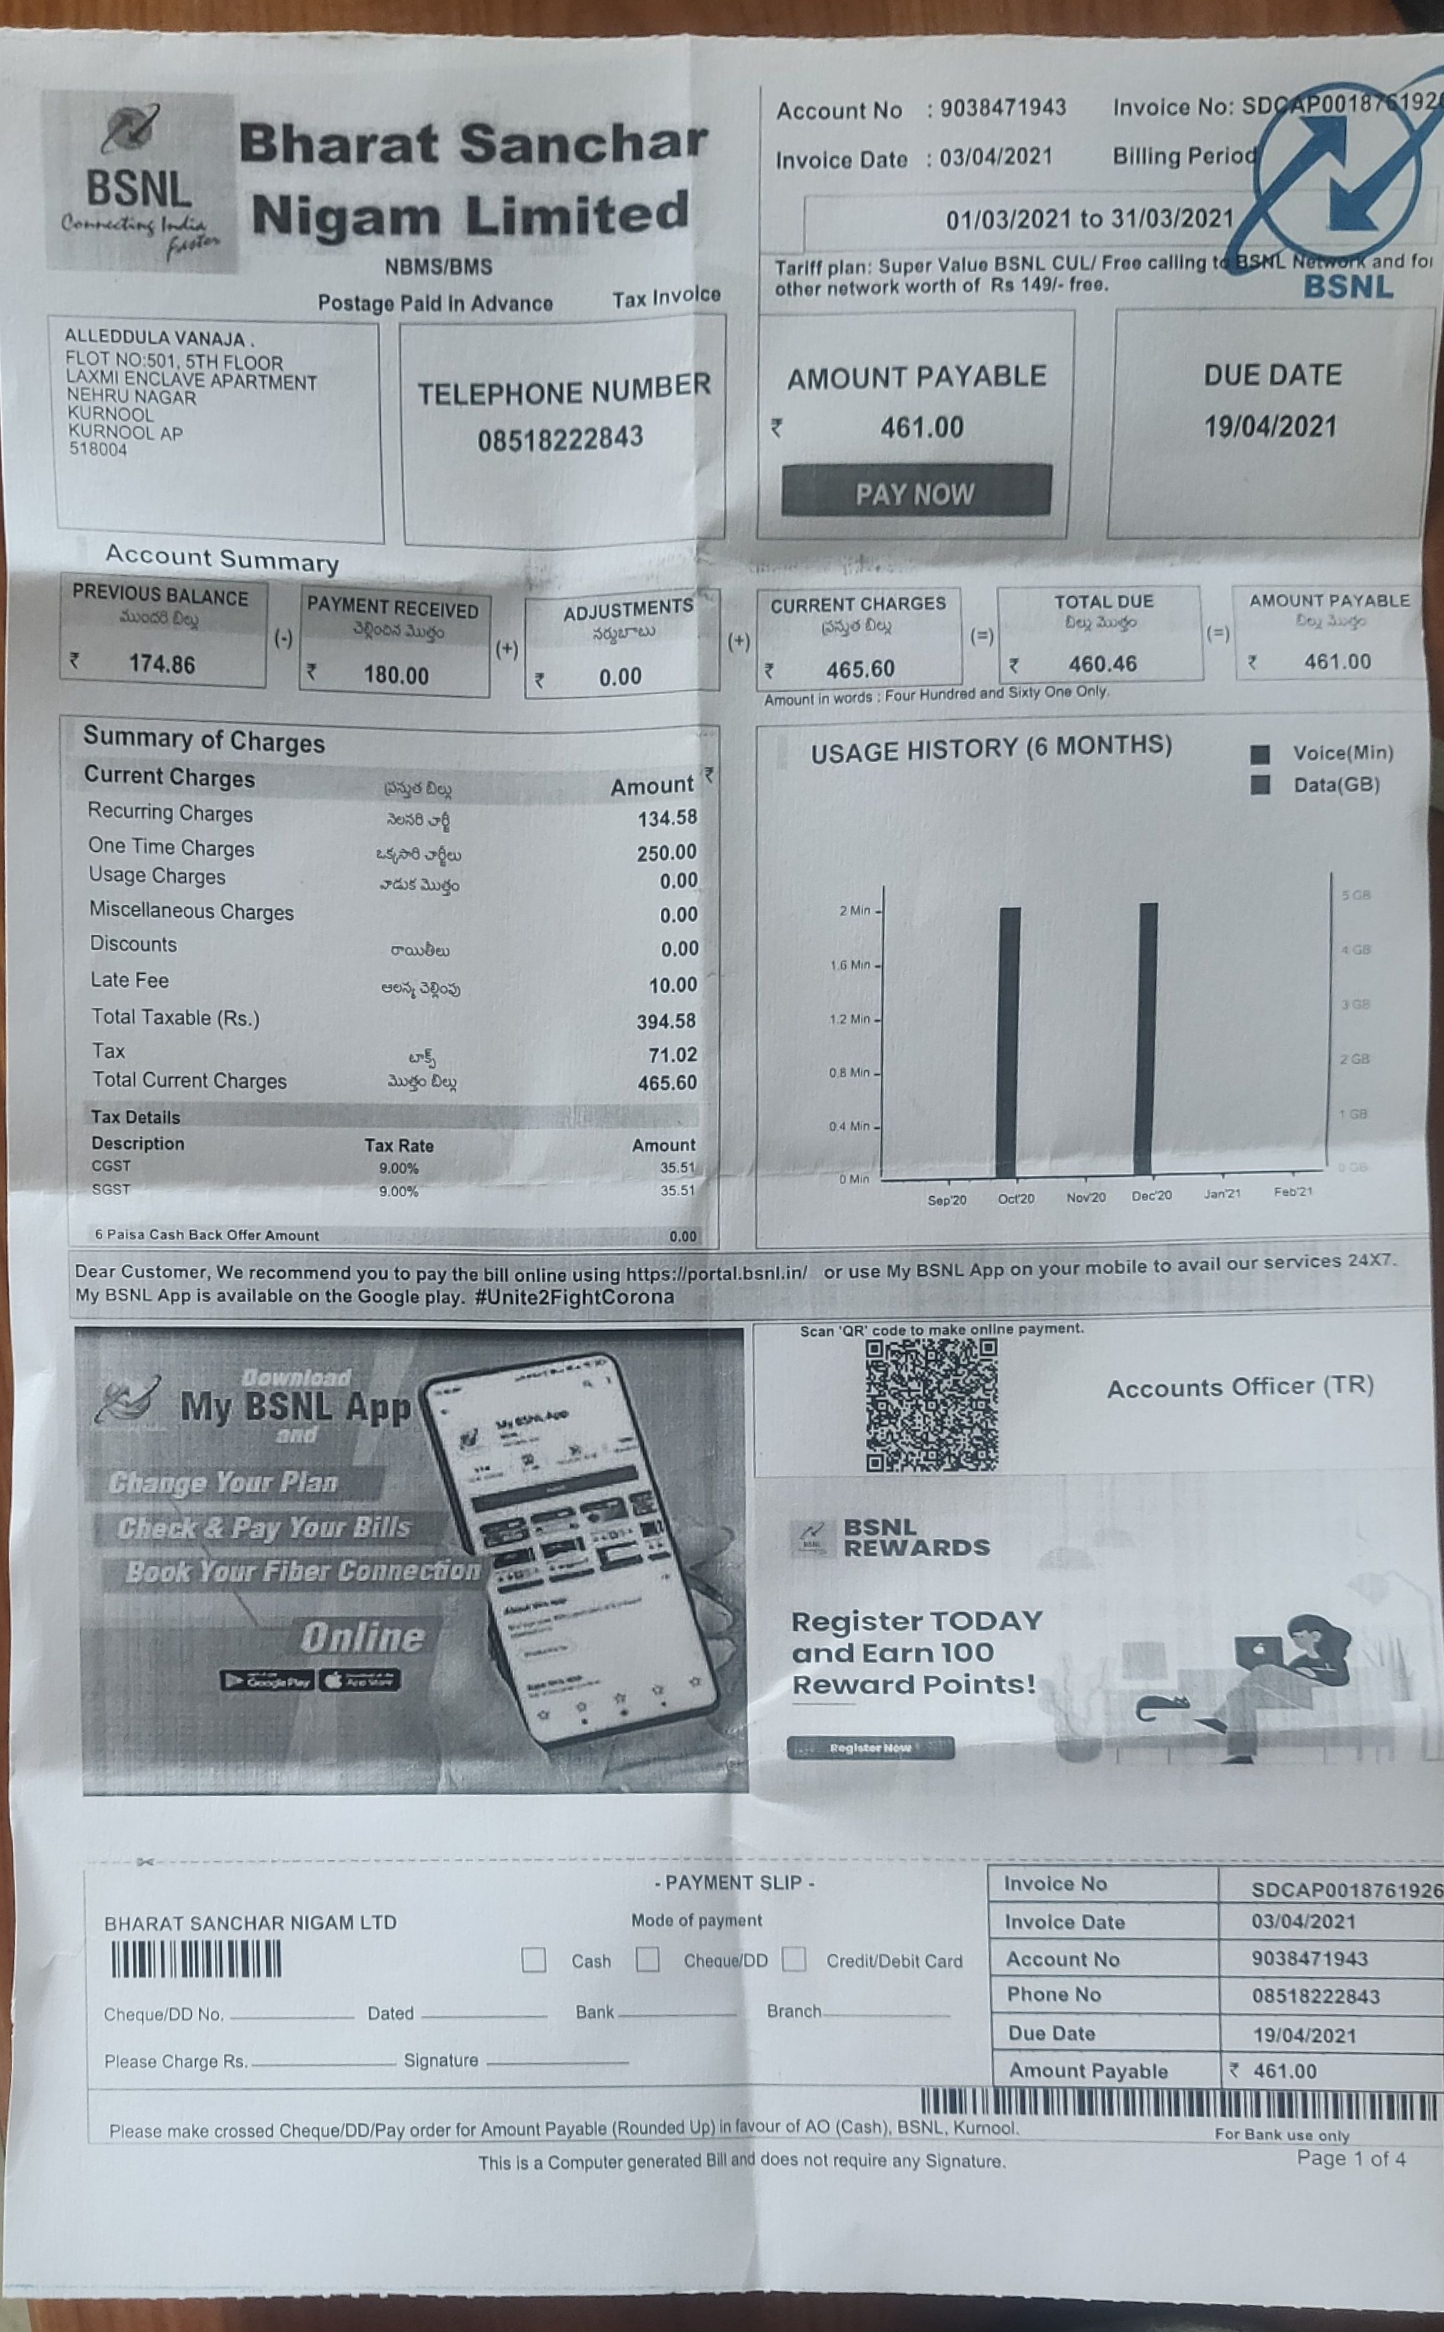 BSNL
Connecting India
faster
Bharat Sanchar
Nigam Limited
NBMS/BMS
Postage Paid in Advance Tax Invoice
Account No : 9038471943 Invoice No: SDCAP001876192
Invoice Date : 03/04/2021 Billing Period
01/03/2021 to 31/03/2021
Tariff plan: Super Value BSNL CUL/ Free calling to BSNL Network and for
other network worth of Rs 149/- free.
BSNL
ALLEDDULA VANAJA .
FLOT NO:501, 5TH FLOOR
LAXMI ENCLAVE APARTMENT
NEHRU NAGAR
KURNOOL
KURNOOL AP
518004
TELEPHONE NUMBER
08518222843
AMOUNT PAYABLE
₹ 461.00
PAY NOW
DUE DATE
19/04/2021
Account Summary
PREVIOUS BALANCE
ముందరి బిల్లు
₹ 174.86
(-)
PAYMENT RECEIVED
చెల్లించిన మొత్తం
₹ 180.00
(+)
ADJUSTMENTS
సర్దుబాటు
₹ 0.00
(+)
CURRENT CHARGES
ప్రస్తుత బిల్లు
₹ 465.60
(=)
TOTAL DUE
బిల్లు మొత్తం
₹ 460.46
(=)
AMOUNT PAYABLE
బిల్లు మొత్తం
₹ 461.00
Amount in words : Four Hundred and Sixty One Only.
Summary of Charges
Current Charges ప్రస్తుత బిల్లు Amount ₹
Recurring Charges నెలసరి చార్జీ 134.58
One Time Charges ఒక్కసారి చార్జీలు 250.00
Usage Charges వాడుక మొత్తం 0.00
Miscellaneous Charges 0.00
Discounts రాయితీలు 0.00
Late Fee ఆలస్య చెల్లింపు 10.00
Total Taxable (Rs.) 394.58
Tax టాక్స్ 71.02
Total Current Charges మొత్తం బిల్లు 465.60
Tax Details
Description Tax Rate Amount
CGST 9.00% 35.51
SGST 9.00% 35.51
6 Paisa Cash Back Offer Amount 0.00
USAGE HISTORY (6 MONTHS)
Voice(Min)
Data(GB)
2 Min 5 GB
1.6 Min 4 GB
1.2 Min 3 GB
0.8 Min 2 GB
0.4 Min 1 GB
0 Min 0 GB
Sep'20 Oct'20 Nov'20 Dec'20 Jan'21 Feb'21
Dear Customer, We recommend you to pay the bill online using https://portal.bsnl.in/ or use My BSNL App on your mobile to avail our services 24X7.
My BSNL App is available on the Google play. #Unite2FightCorona
Download
My BSNL App
and
Change Your Plan
Check & Pay Your Bills
Book Your Fiber Connection
Online
Google Play App Store
My BSNL App
Scan 'QR' code to make online payment.
Accounts Officer (TR)
BSNL
REWARDS
Register TODAY
and Earn 100
Reward Points!
Register Now
- PAYMENT SLIP -
BHARAT SANCHAR NIGAM LTD Mode of payment
Cash Cheque/DD Credit/Debit Card
Cheque/DD No. Dated Bank Branch
Please Charge Rs. Signature
Invoice No SDCAP0018761926
Invoice Date 03/04/2021
Account No 9038471943
Phone No 08518222843
Due Date 19/04/2021
Amount Payable ₹ 461.00
Please make crossed Cheque/DD/Pay order for Amount Payable (Rounded Up) in favour of AO (Cash), BSNL, Kurnool.
For Bank use only
This is a Computer generated Bill and does not require any Signature.
Page 1 of 4